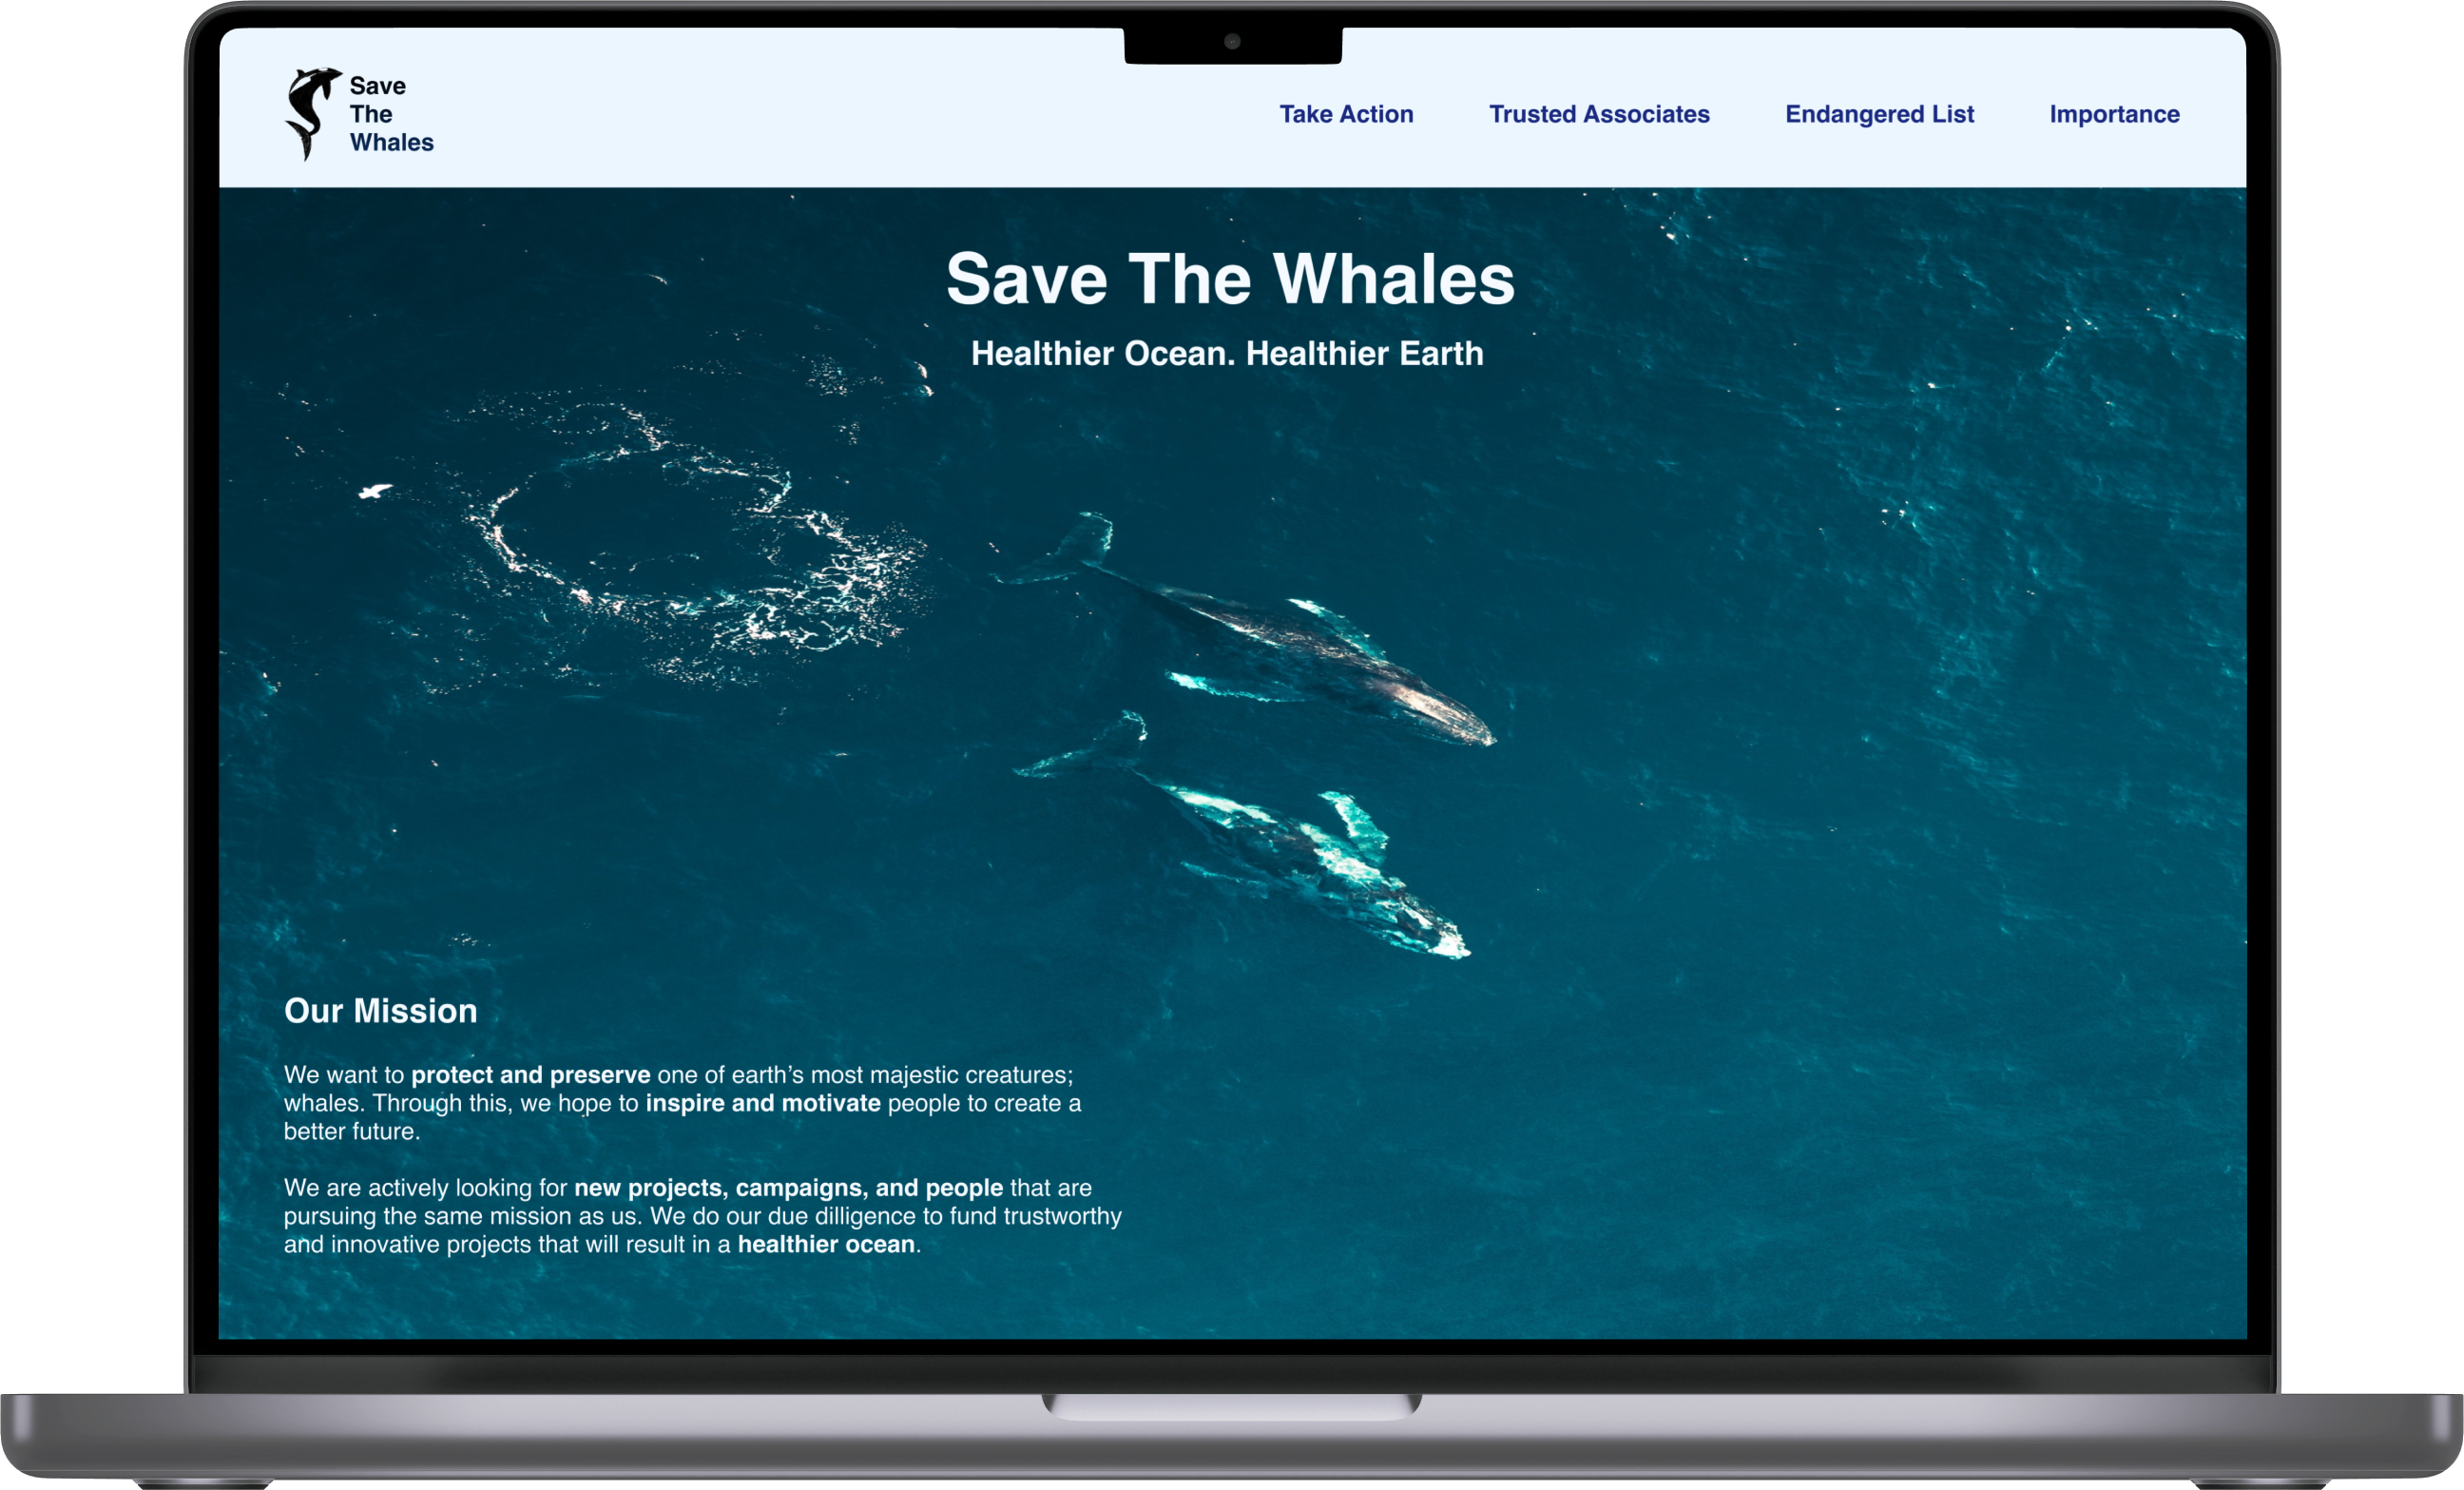 Save
The
Whales
Take Action
Trusted Associates
Endangered List
Importance
Save The Whales
Healthier Ocean. Healthier Earth
Our Mission
We want to protect and preserve one of earth’s most majestic creatures;
whales. Through this, we hope to inspire and motivate people to create a
better future.
We are actively looking for new projects, campaigns, and people that are
pursuing the same mission as us. We do our due dilligence to fund trustworthy
and innovative projects that will result in a healthier ocean.